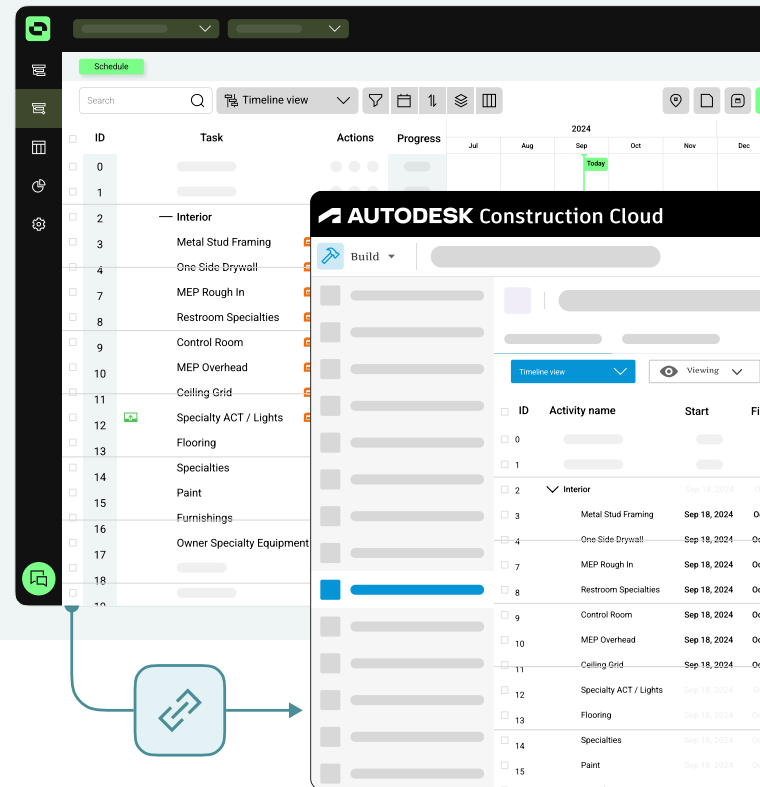 Schedule
Search
Timeline view
ID
Task
Actions
Progress
2024
Jul
Aug
Sep
Oct
Nov
Dec
Today
0
1
2
Interior
3
Metal Stud Framing
4
One Side Drywall
7
MEP Rough In
8
Restroom Specialties
9
Control Room
10
MEP Overhead
11
Ceiling Grid
12
Specialty ACT / Lights
13
Flooring
14
Specialties
15
Paint
16
Furnishings
17
Owner Specialty Equipment
18
AUTODESK Construction Cloud
Build
Timeline view
Viewing
ID
Activity name
Start
Fi
0
1
2
Interior
Sep 18, 2024
3
Metal Stud Framing
Sep 18, 2024
4
One Side Drywall
Sep 18, 2024
7
MEP Rough In
Sep 18, 2024
8
Restroom Specialties
Sep 18, 2024
9
Control Room
Sep 18, 2024
10
MEP Overhead
Sep 18, 2024
11
Ceiling Grid
Sep 18, 2024
12
Specialty ACT / Lights
Sep 18, 2024
13
Flooring
Sep 18, 2024
14
Specialties
Sep 18, 2024
15
Paint
Sep 18, 2024